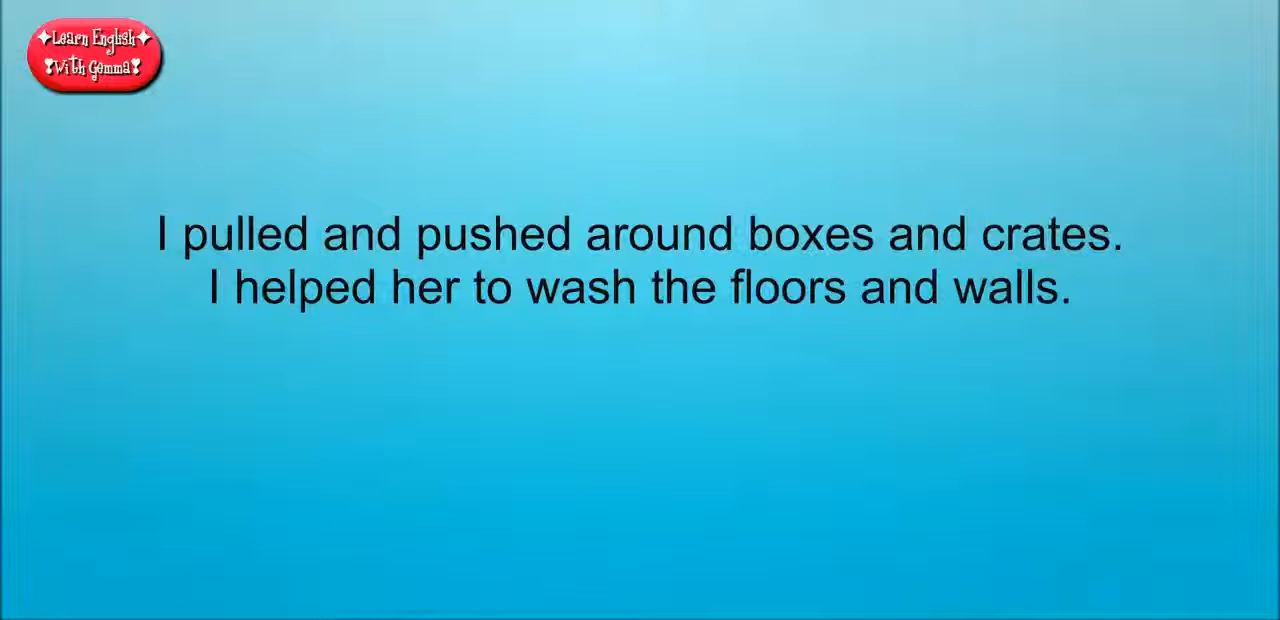 Learn English
With Gemma
I pulled and pushed around boxes and crates.
I helped her to wash the floors and walls.